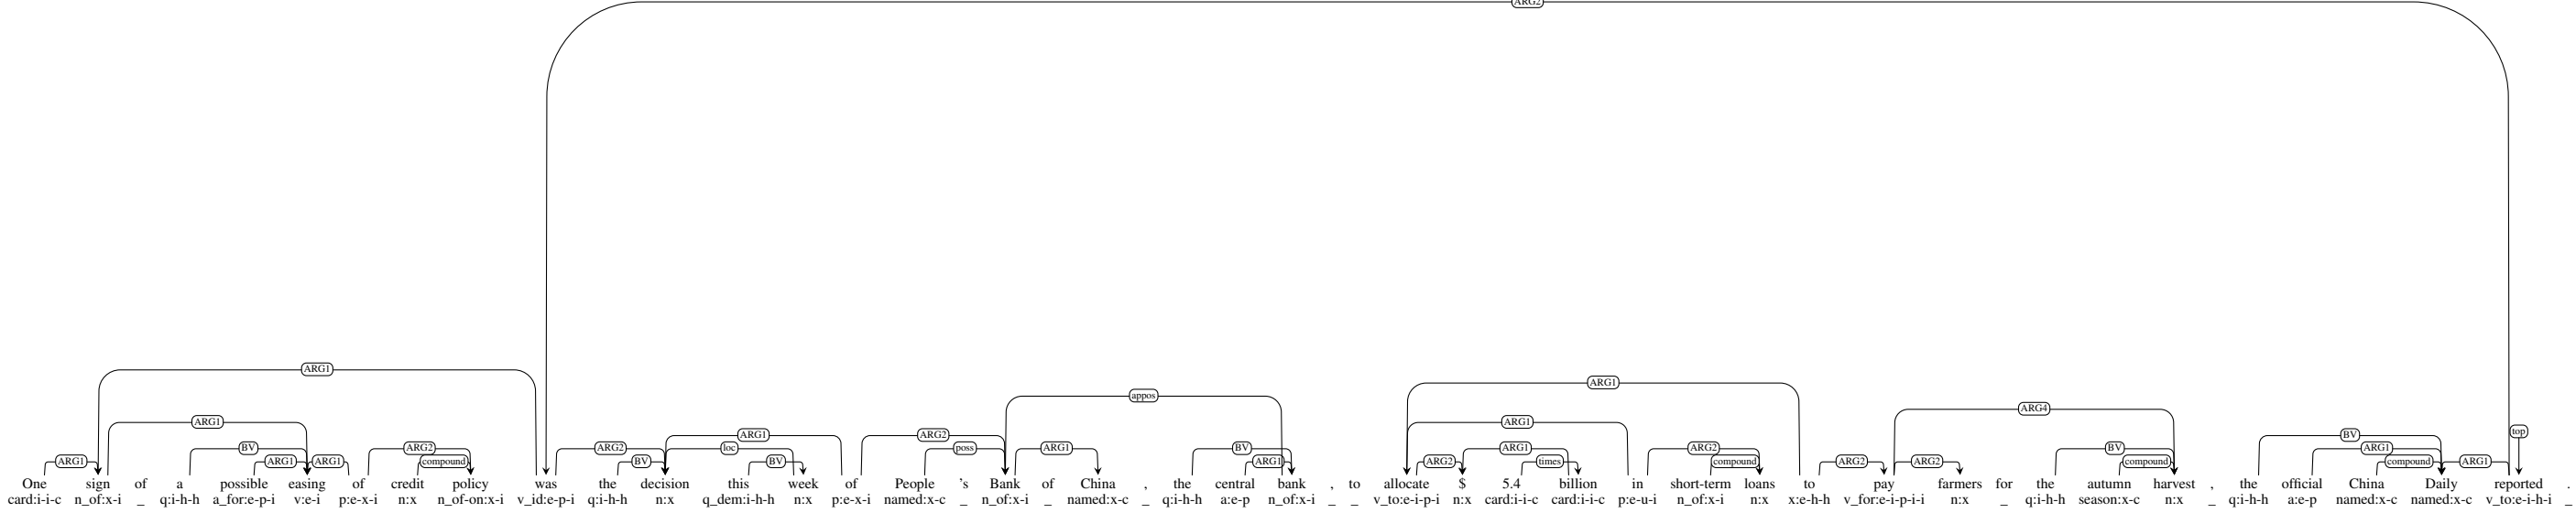 ARG2
ARG1
appos
ARG1
ARG4
ARG1
ARG1
top
ARG1
ARG2
BV
BV
ARG2
ARG2
loc
poss
ARG1
BV
ARG1
ARG2
BV
ARG1
ARG1
ARG1
ARG1
compound
BV
BV
ARG1
ARG2
times
compound
ARG2
ARG2
compound
compound
ARG1
One sign of a possible easing of credit policy was the decision this week of People 's Bank of China , the central bank , to allocate $ 5.4 billion in short-term loans to pay farmers for the autumn harvest , the official China Daily reported .
card:i-i-c n_of:x-i _ q:i-h-h a_for:e-p-i v:e-i p:e-x-i n:x n_of-on:x-i v_id:e-p-i q:i-h-h n:x q_dem:i-h-h n:x p:e-x-i named:x-c _ n_of:x-i _ named:x-c _ q:i-h-h a:e-p n_of:x-i _ _ v_to:e-i-p-i n:x card:i-i-c card:i-i-c p:e-u-i n_of:x-i n:x x:e-h-h v_for:e-i-p-i-i n:x _ q:i-h-h season:x-c n:x _ q:i-h-h a:e-p named:x-c named:x-c v_to:e-i-h-i _